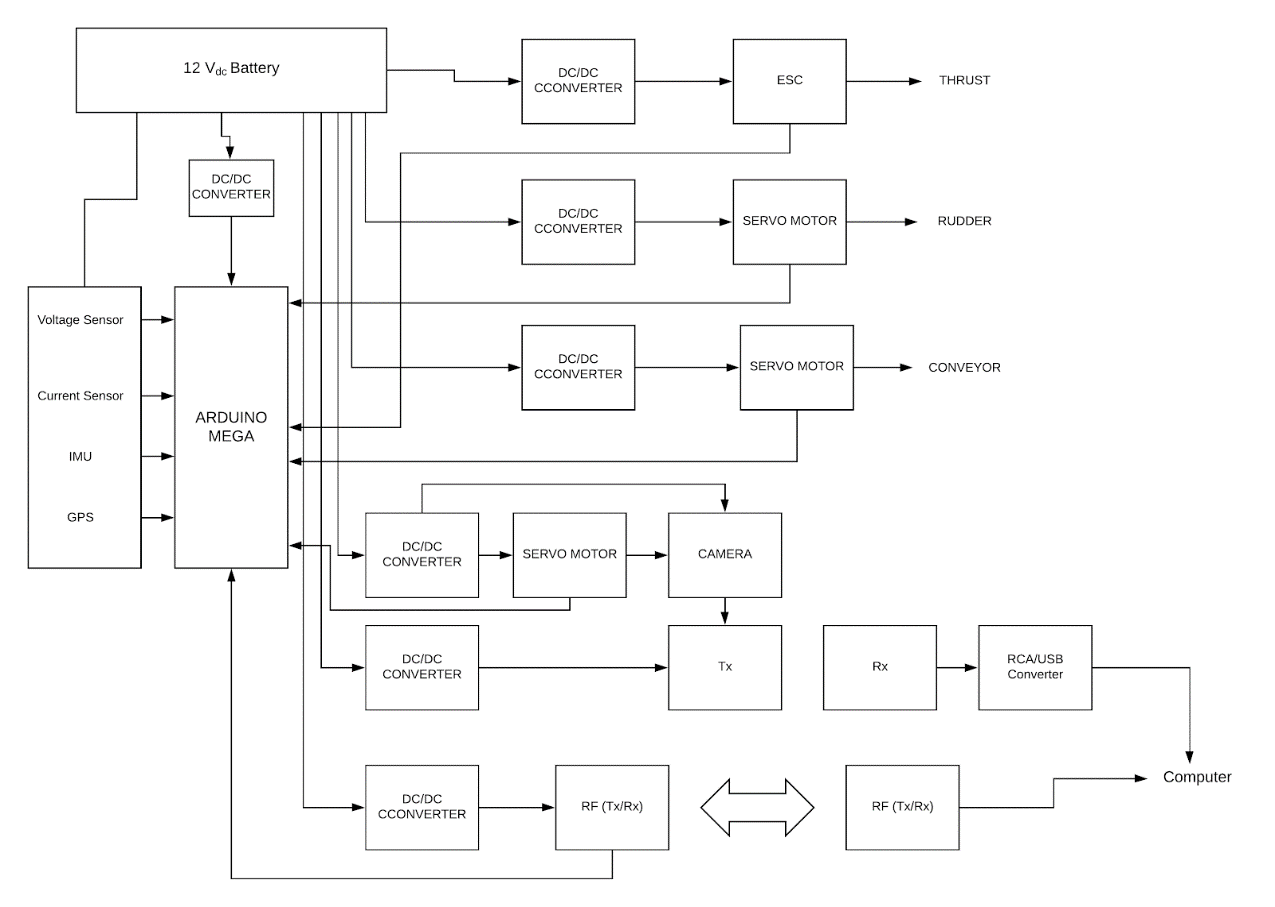 12 Vdc Battery
DC/DC
CCONVERTER
ESC
THRUST
DC/DC
CONVERTER
DC/DC
CCONVERTER
SERVO MOTOR
RUDDER
Voltage Sensor
Current Sensor
IMU
GPS
ARDUINO
MEGA
DC/DC
CCONVERTER
SERVO MOTOR
CONVEYOR
DC/DC
CONVERTER
SERVO MOTOR
CAMERA
DC/DC
CONVERTER
Tx
Rx
RCA/USB
Converter
Computer
DC/DC
CCONVERTER
RF (Tx/Rx)
RF (Tx/Rx)